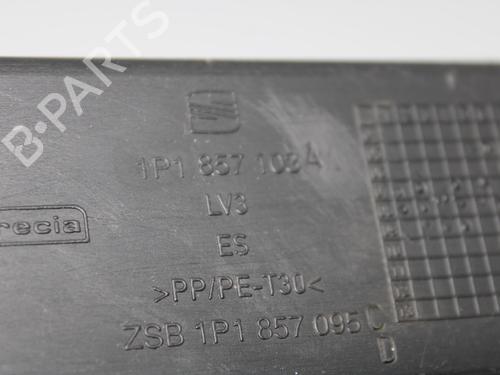 B-PARTS
1P1 857 103 A
LV3
recia
ES
>PP/PE-T30<
ZSB 1P1 857 095 C
D